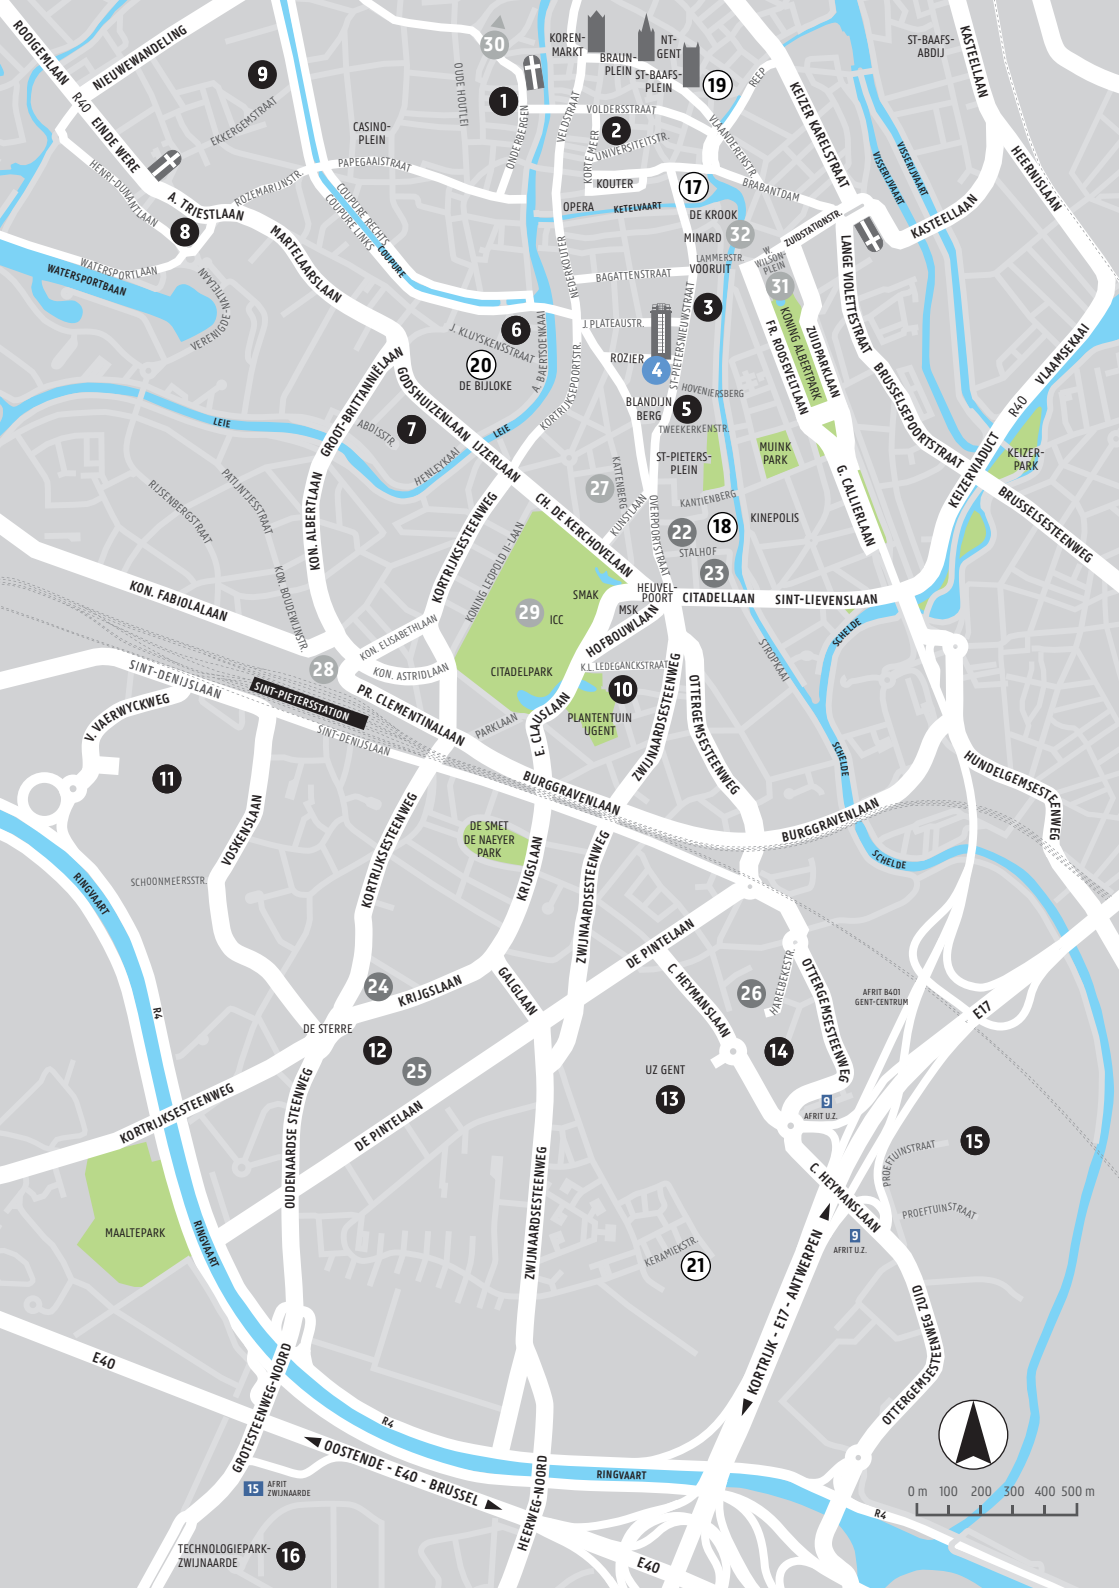 ROOIGEMLAAN
NIEUWEWANDELING
R40
EINDE WERE
9
EKKERGEMSTRAAT
HENRI-DUNANTLAAN
A. TRIESTLAAN
ROZEMARIJNSTR.
8
CASINO-
PLEIN
PAPEGAAISTRAAT
OUDE HOUTLEI
30
1
ONDERBERGEN
KOREN-
MARKT
BRAUN-
PLEIN
NT-
GENT
ST-BAAFS-
PLEIN
19
REEP
VELDSTRAAT
VOLDERSSTRAAT
2
KORTE MEER
UNIVERSITEITSTR.
VLAANDERENSTR.
KOUTER
17
BRABANTDAM
KEIZER KARELSTRAAT
ST-BAAFS-
ABDIJ
KASTEELLAAN
HEERNISLAAN
VISSERIJVAART
VISSERIJVAART
KASTEELLAAN
OPERA
KETELVAART
DE KROOK
MINARD
32
LAMMERSTR.
VOORUIT
ZUIDSTATIONSTR.
W.
WILSON-
PLEIN
31
COUPURE RECHTS
COUPURE LINKS
COUPURE
MARTELAARSLAAN
WATERSPORTLAAN
WATERSPORTBAAN
VERENIGDE-NATIELAAN
NEDERKOUTER
BAGATTENSTRAAT
3
ST-PIETERSNIEUWSTRAAT
J. PLATEAUSTR.
ROZIER
4
KONING ALBERTPARK
FR. ROOSEVELTLAAN
ZUIDPARKLAAN
LANGE VIOLETTESTRAAT
6
J. KLUYSKENSSTRAAT
20
DE BIJLOKE
A. BAERTSOENKAAI
KORTRIJKSEPOORTSTR.
BLANDIJN
BERG
5
HOVENIERSBERG
TWEEKERKENSTR.
ST-PIETERS-
PLEIN
MUINK
PARK
BRUSSELSEPOORTSTRAAT
VLAAMSEKAAI
R40
KEIZERVIADUCT
KEIZER-
PARK
BRUSSELSESTEENWEG
G. CALLIERLAAN
GROOT-BRITTANNIËLAAN
GODSHUIZENLAAN
IJZERLAAN
LEIE
LEIE
ABDISSTR.
7
HENLEYKAAI
PATIJNTJESSTRAAT
RIJSENBERGSTRAAT
KON. ALBERTLAAN
KON. BOUDEWIJNSTR.
KORTRIJKSESTEENWEG
KONING LEOPOLD II-LAAN
CH. DE KERCHOVELAAN
27
KATTENBERG
KUNSTLAAN
OVERPOORTSTRAAT
KANTIENBERG
22
18
KINEPOLIS
STALHOF
23
HEUVEL-
POORT
CITADELLAAN
SINT-LIEVENSLAAN
SMAK
MSK
29
ICC
HOFBOUWLAAN
CITADELPARK
K.L. LEDEGANCKSTRAAT
10
PLANTENTUIN
UGENT
E. CLAUSLAAN
PARKLAAN
STROPKAAI
SCHELDE
SCHELDE
SCHELDE
KON. FABIOLALAAN
KON. ELISABETHLAAN
KON. ASTRIDLAAN
28
SINT-DENIJSLAAN
SINT-PIETERSSTATION
SINT-DENIJSLAAN
PR. CLEMENTINALAAN
V. VAERWYCKWEG
11
VOSKENSLAAN
SCHOONMEERSSTR.
KORTRIJKSESTEENWEG
BURGGRAVENLAAN
BURGGRAVENLAAN
ZWIJNAARDSESTEENWEG
OTTERGEMSESTEENWEG
HUNDELGEMSESTEENWEG
DE SMET
DE NAEYER
PARK
KRIJGSLAAN
ZWIJNAARDSESTEENWEG
DE PINTELAAN
RINGVAART
R4
24
KRIJGSLAAN
GALGLAAN
DE STERRE
12
25
C. HEYMANSLAAN
26
HARELBEKESTR.
OTTERGEMSESTEENWEG
14
AFRIT B401
GENT-CENTRUM
E17
UZ GENT
13
9
AFRIT U.Z.
PROEFTUINSTRAAT
15
PROEFTUINSTRAAT
C. HEYMANSLAAN
9
AFRIT U.Z.
KORTRIJKSESTEENWEG
OUDENAARDSE STEENWEG
DE PINTELAAN
ZWIJNAARDSESTEENWEG
MAALTEPARK
RINGVAART
KERAMIEKSTR.
21
KORTRIJK - E17 - ANTWERPEN
OTTERGEMSESTEENWEG ZUID
E40
GROTESTEENWEG-NOORD
R4
OOSTENDE - E40 - BRUSSEL
15
AFRIT
ZWIJNAARDE
HEERWEG-NOORD
RINGVAART
R4
E40
TECHNOLOGIEPARK-
ZWIJNAARDE
16
0 m 100 200 300 400 500 m